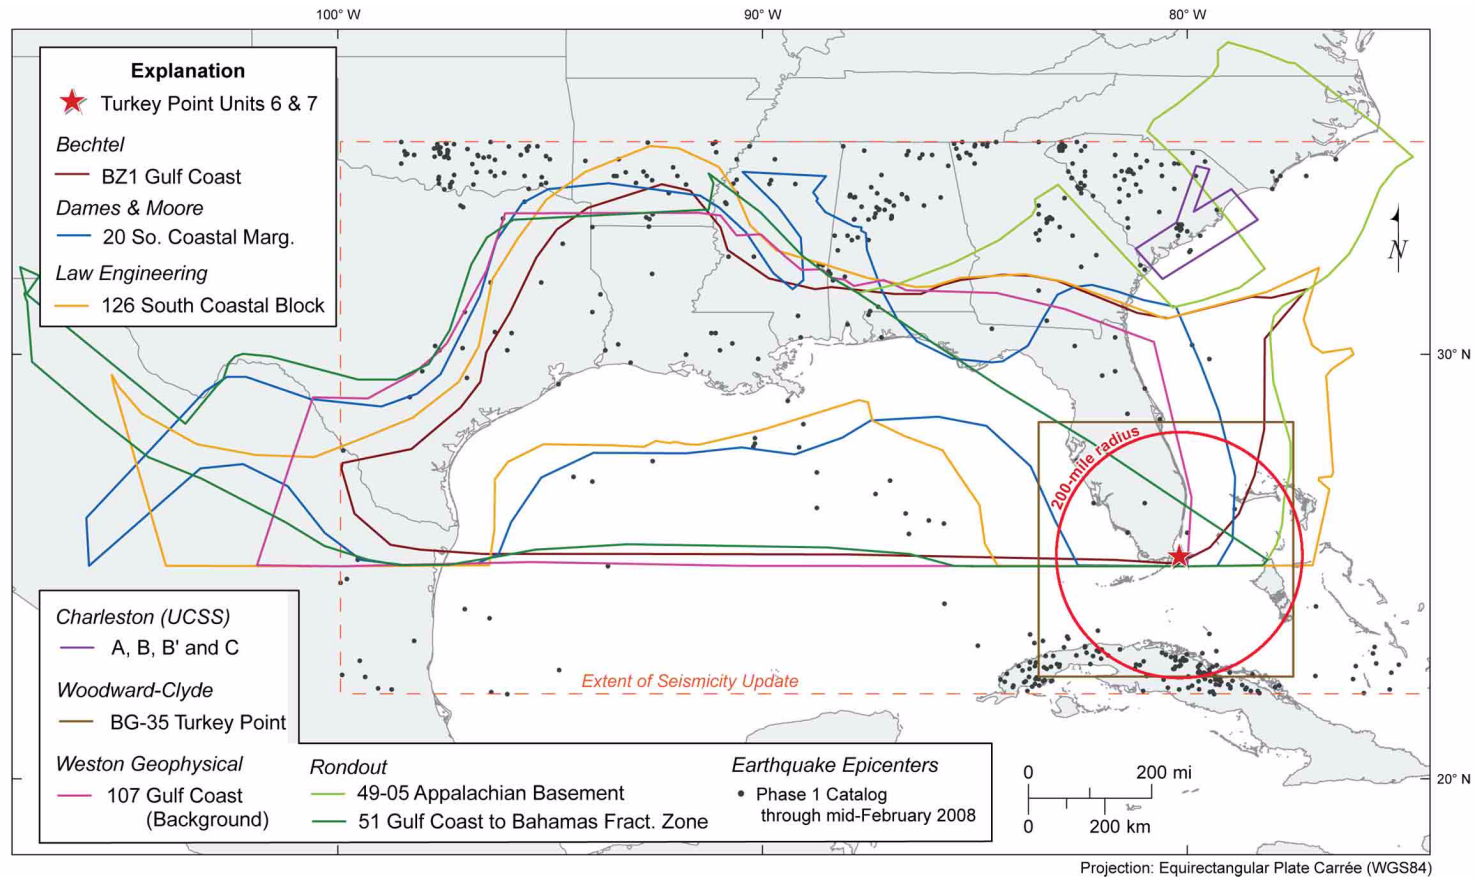 100° W
90° W
80° W
Explanation
Turkey Point Units 6 & 7
Bechtel
BZ1 Gulf Coast
Dames & Moore
20 So. Coastal Marg.
Law Engineering
126 South Coastal Block
N
30° N
200-mile radius
Extent of Seismicity Update
Charleston (UCSS)
A, B, B' and C
Woodward-Clyde
BG-35 Turkey Point
Weston Geophysical
107 Gulf Coast
(Background)
Rondout
49-05 Appalachian Basement
51 Gulf Coast to Bahamas Fract. Zone
Earthquake Epicenters
Phase 1 Catalog
through mid-February 2008
0 200 mi
0 200 km
20° N
Projection: Equirectangular Plate Carrée (WGS84)